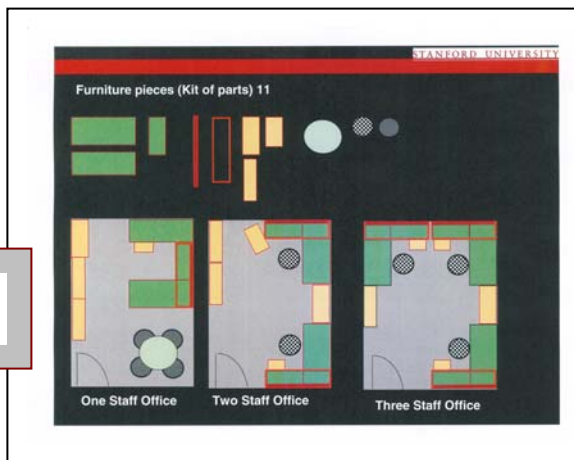 STANFORD UNIVERSITY
Furniture pieces (Kit of parts) 11
One Staff Office
Two Staff Office
Three Staff Office